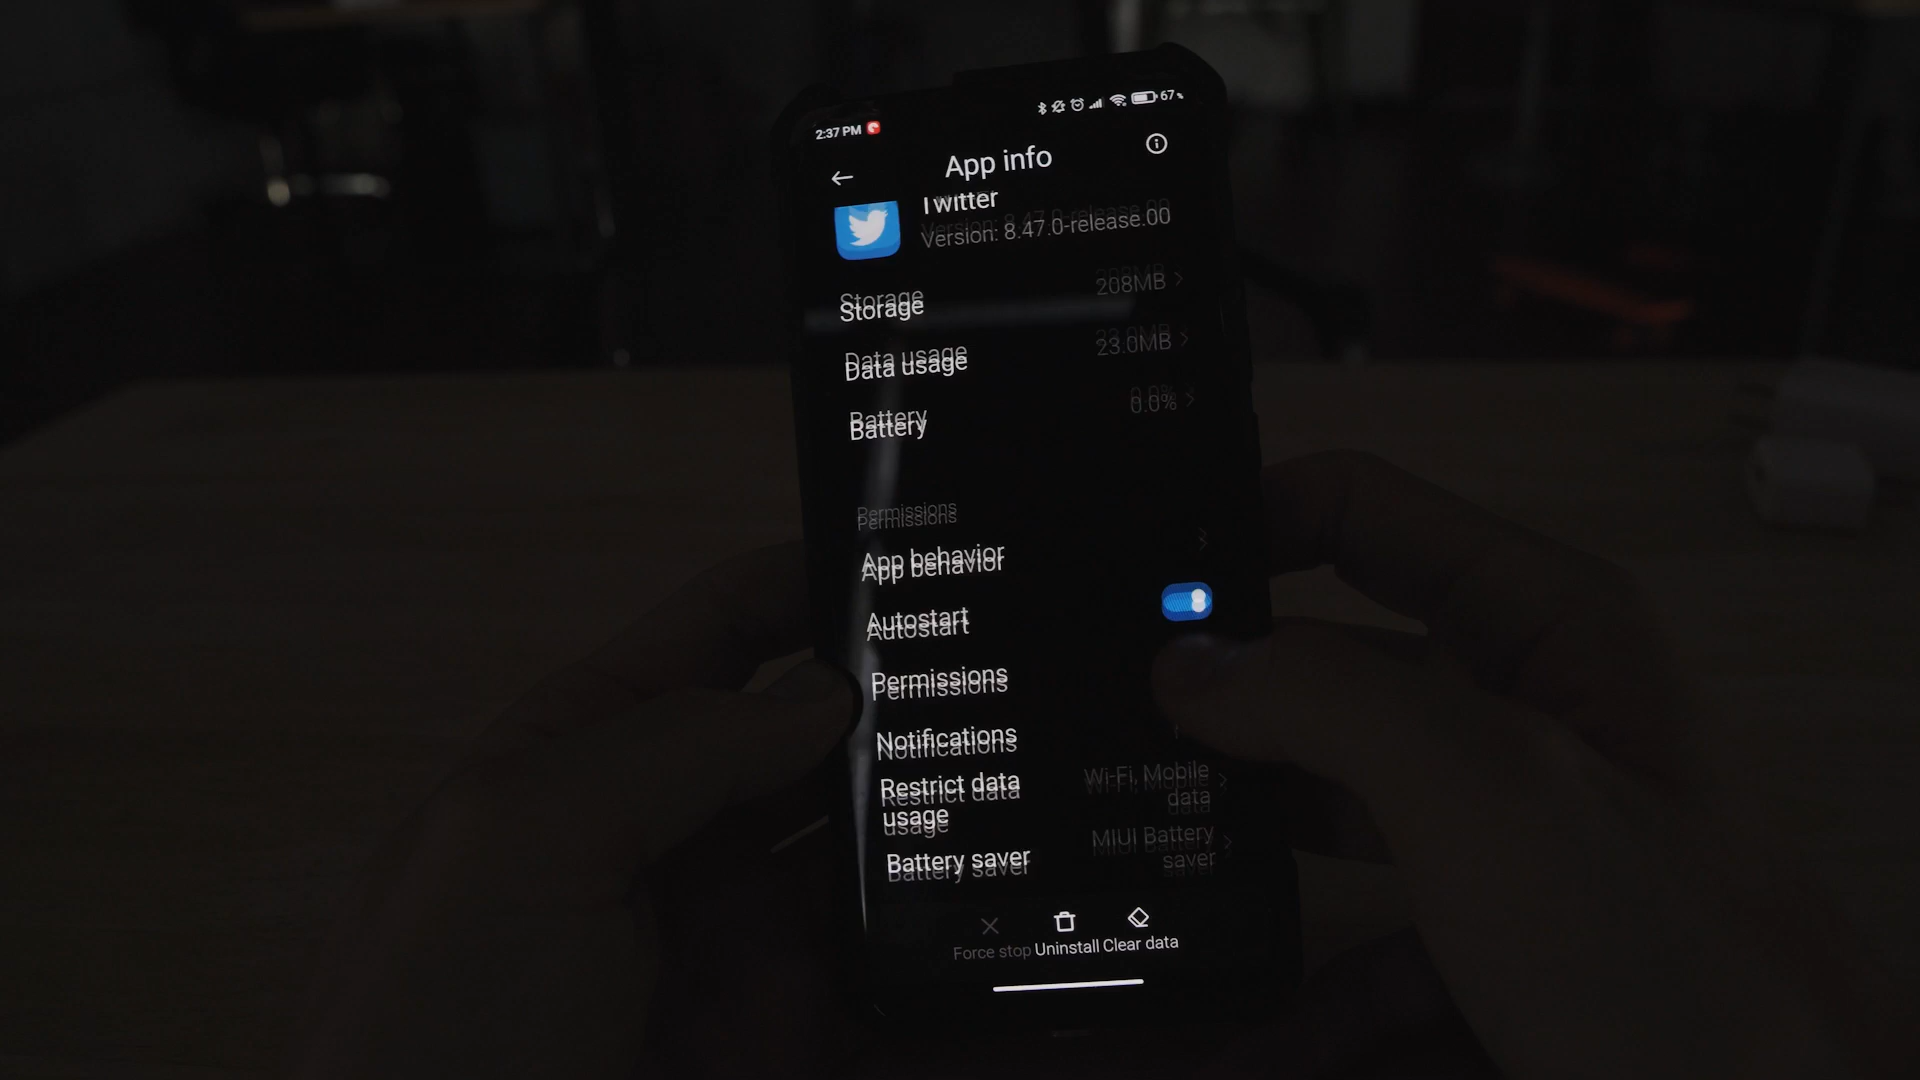 2:37 PM
67%
App info
Twitter
Version: 8.47.0-release.00
Storage 208MB
Data usage 23.0MB
Battery 0.0%
Permissions
App behavior
Autostart
Permissions
Notifications
Restrict data usage Wi-Fi, Mobile data
Battery saver MIUI Battery saver
Force stop Uninstall Clear data